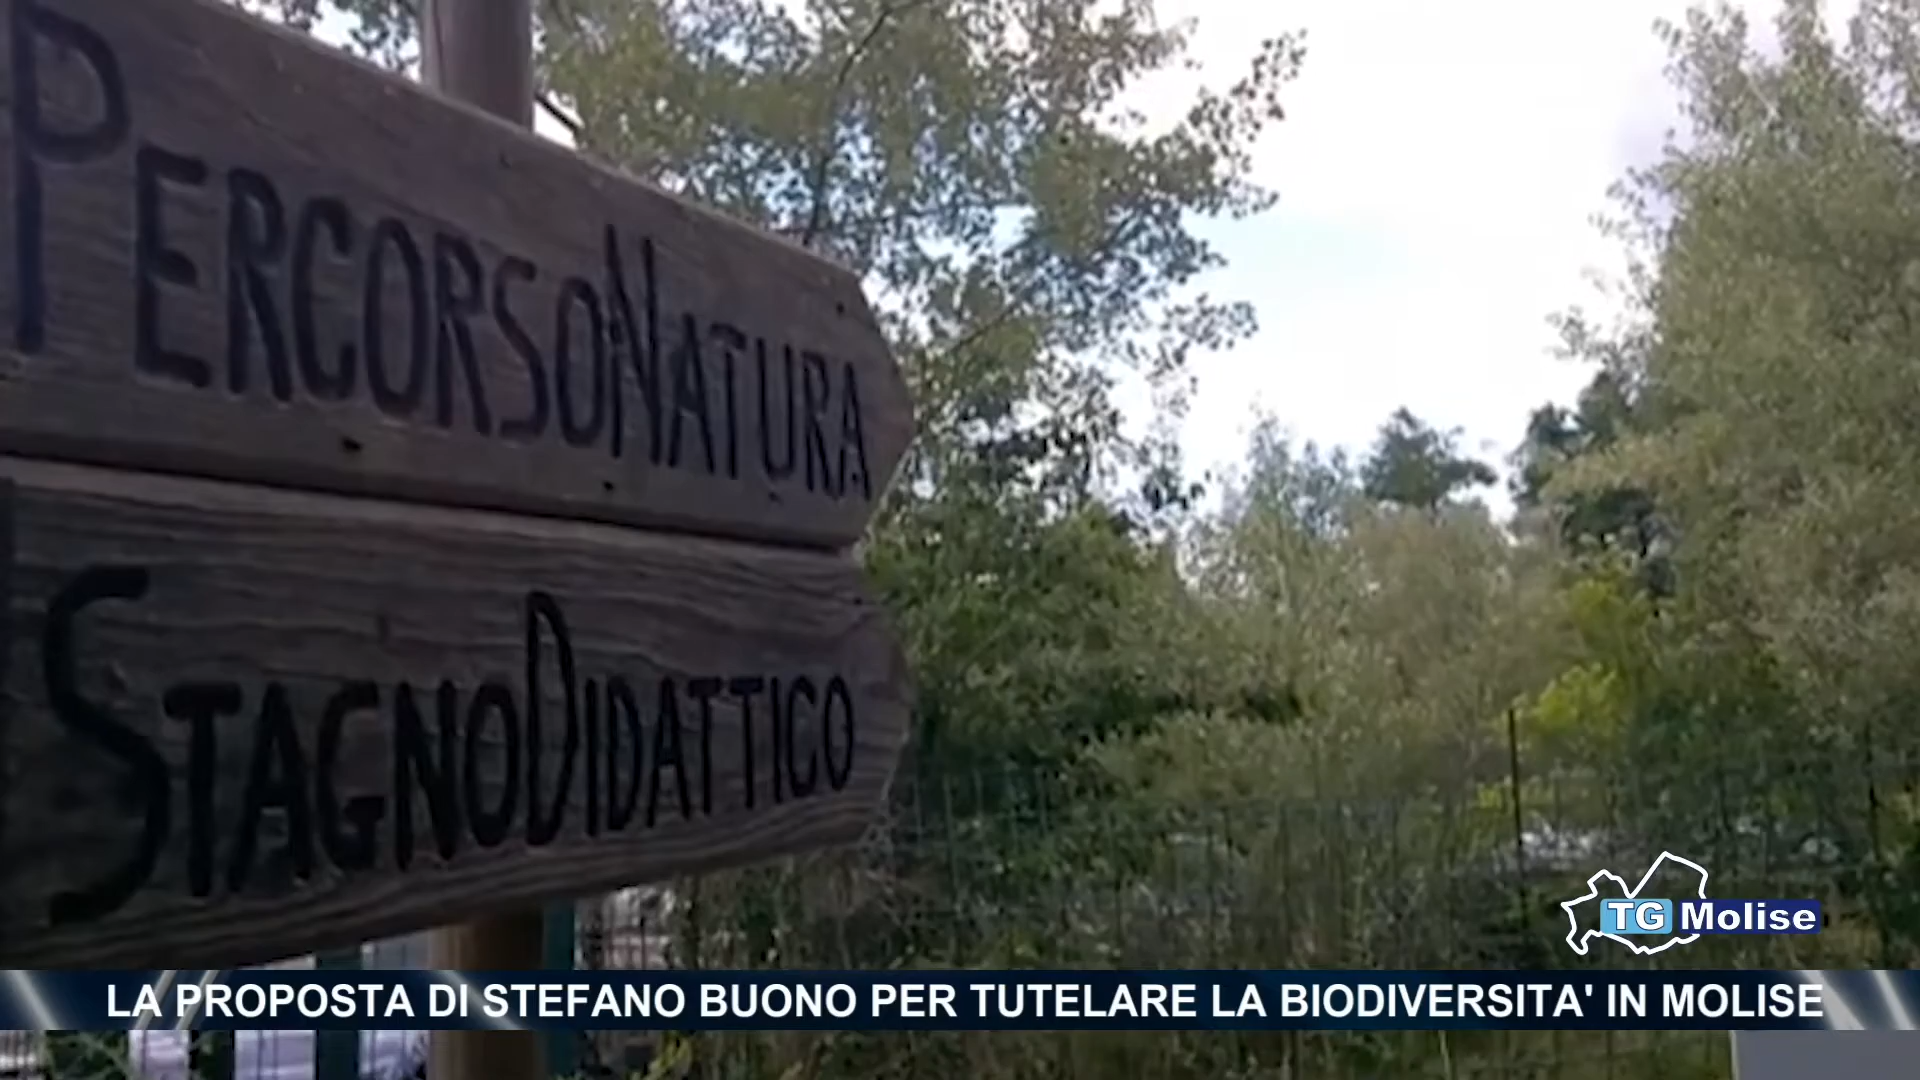 PERCORSONATURA
STAGNODIDATTICO
TG Molise
LA PROPOSTA DI STEFANO BUONO PER TUTELARE LA BIODIVERSITA' IN MOLISE